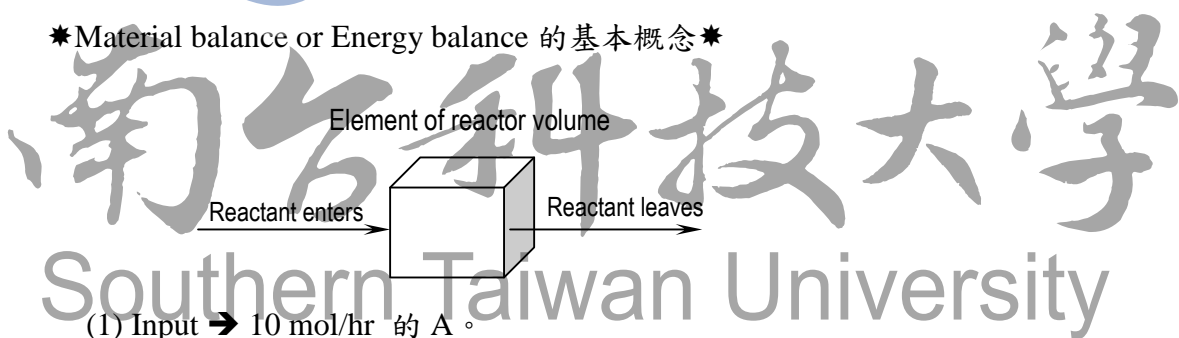 ✸Material balance or Energy balance 的基本概念✸
南台科技大學
Element of reactor volume
Reactant enters
Reactant leaves
Southern Taiwan University
(1) Input ➔ 10 mol/hr 的 A。